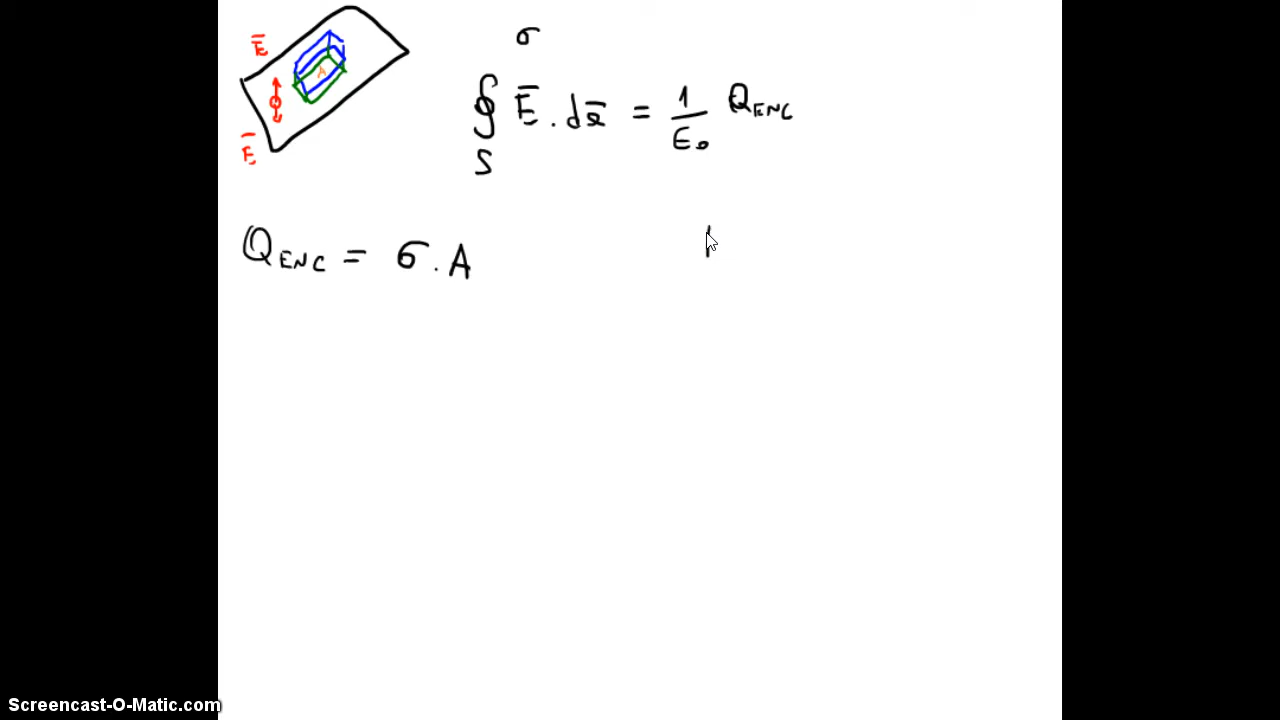 σ
Ē
A
Ē
∮ Ē . dā = 1/ε₀ Q_ENC
S
Q_ENC = σ . A
Screencast-O-Matic.com